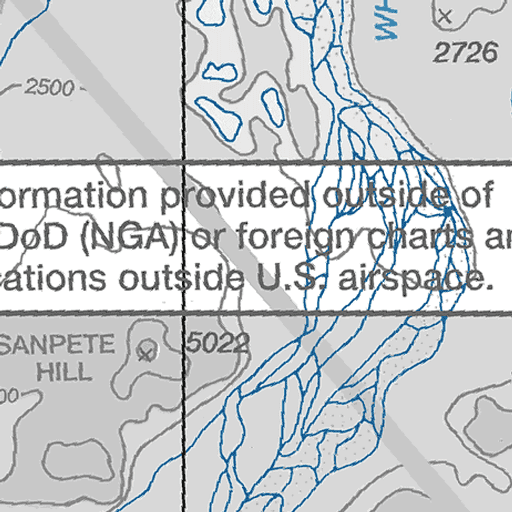 WH
2726
2500
ormation provided outside of
DoD (NGA) or foreign charts ar
cations outside U.S. airspace.
SANPETE
HILL
5022
00